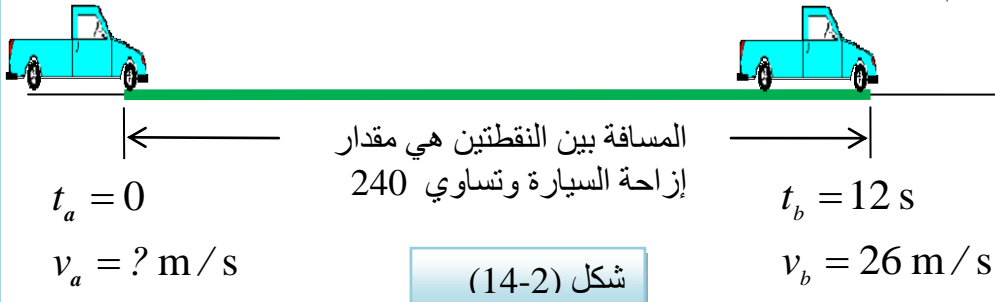 المسافة بين النقطتين هي مقدار
إزاحة السيارة وتساوي 240
t_a = 0
t_b = 12 s
v_a = ? m / s
v_b = 26 m / s
شكل (2-14)